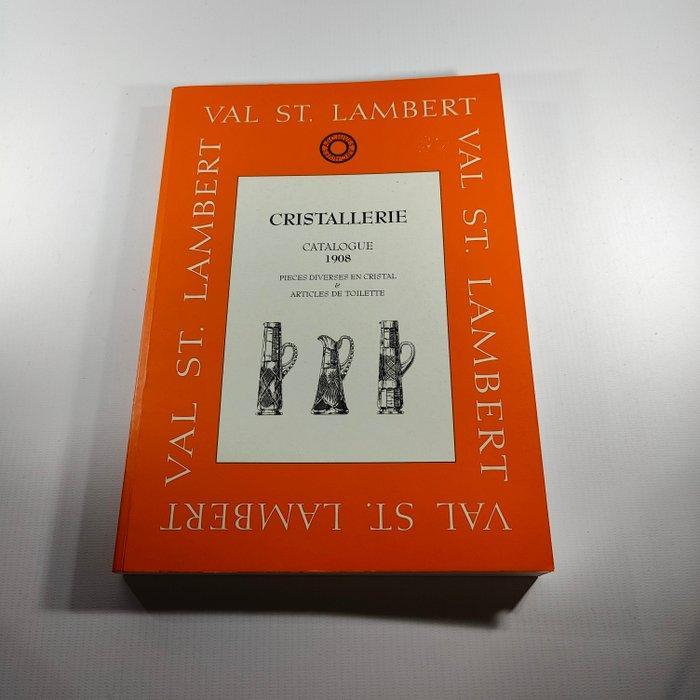 VAL ST. LAMBERT
VAL ST. LAMBERT
VAL ST. LAMBERT
VAL ST. LAMBERT
CRISTALLERIE
CATALOGUE
1908
PIECES DIVERSES EN CRISTAL
&
ARTICLES DE TOILETTE